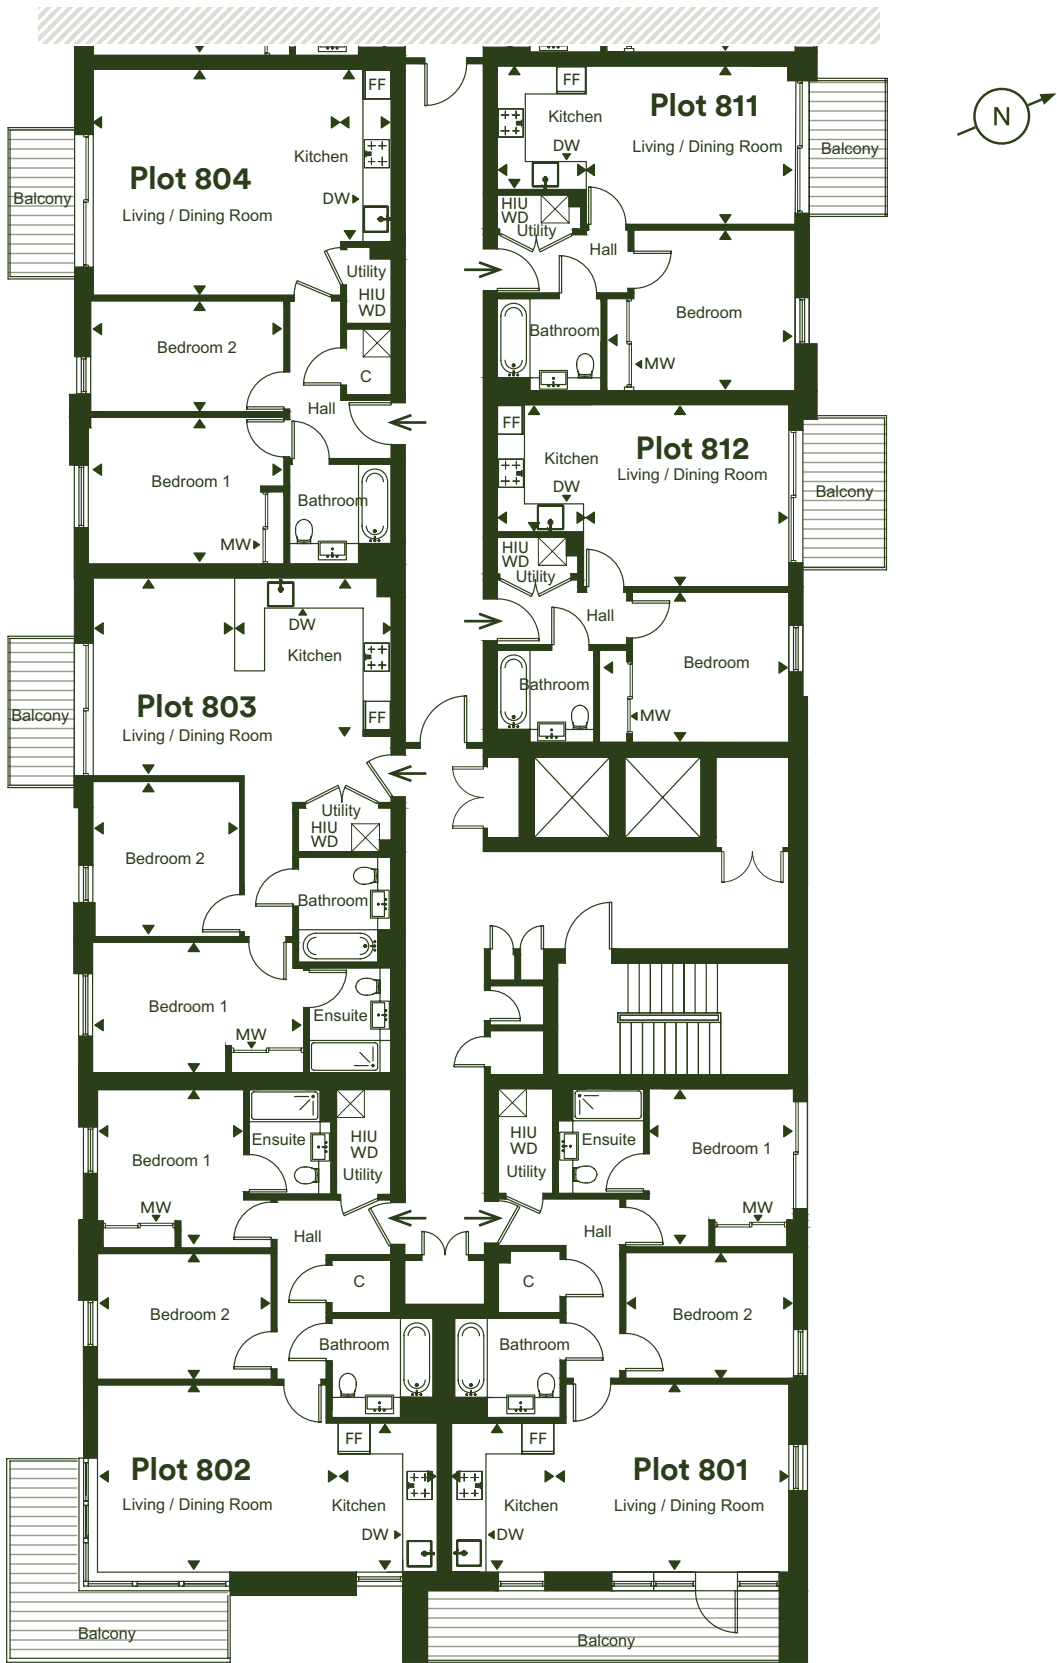 N
FF
Kitchen
Plot 804
Living / Dining Room
DW
Balcony
Utility
HIU
WD
Bedroom 2
C
Hall
Bedroom 1
Bathroom
MW
FF
Plot 811
Kitchen
Living / Dining Room
DW
Balcony
HIU
WD
Utility
Hall
Bedroom
Bathroom
MW
FF
Plot 812
Kitchen
Living / Dining Room
DW
Balcony
HIU
WD
Utility
Hall
Bedroom
Bathroom
MW
DW
Kitchen
Plot 803
Living / Dining Room
FF
Balcony
Utility
HIU
WD
Bedroom 2
Bathroom
Bedroom 1
Ensuite
MW
Ensuite
HIU
WD
Utility
Bedroom 1
MW
Hall
C
Bedroom 2
Bathroom
FF
Plot 802
Living / Dining Room
Kitchen
DW
Balcony
HIU
WD
Utility
Ensuite
Bedroom 1
MW
Hall
C
Bedroom 2
Bathroom
FF
Plot 801
Kitchen
Living / Dining Room
DW
Balcony